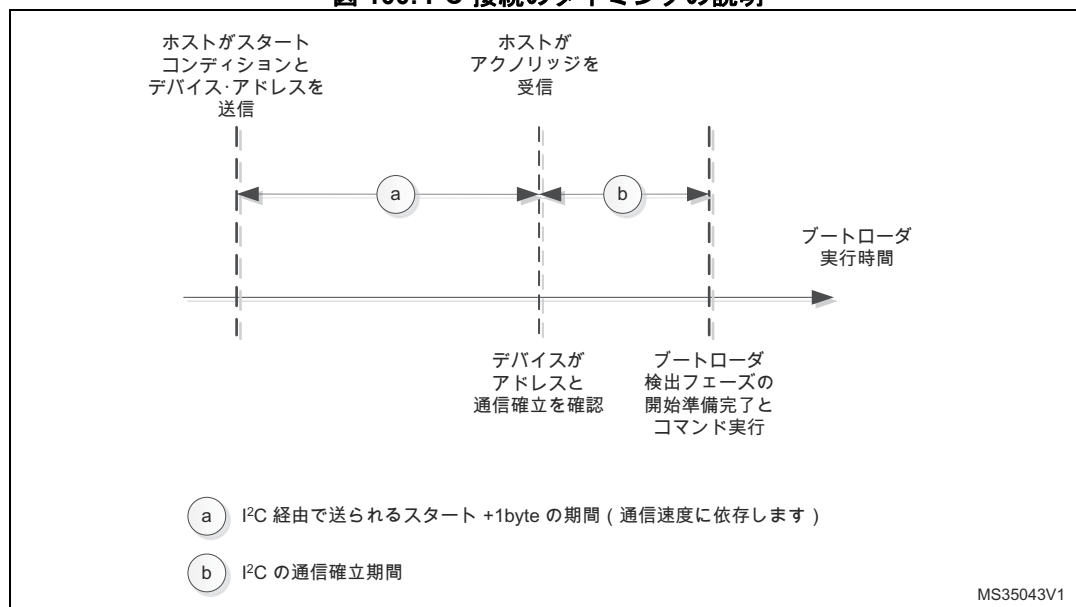 ホストがスタート
コンディションと
デバイス･アドレスを
送信
ホストが
アクノリッジを
受信
a
b
ブートローダ
実行時間
デバイスが
アドレスと
通信確立を確認
ブートローダ
検出フェーズの
開始準備完了と
コマンド実行
a I²C 経由で送られるスタート +1byte の期間 ( 通信速度に依存します )
b I²C の通信確立期間
MS35043V1